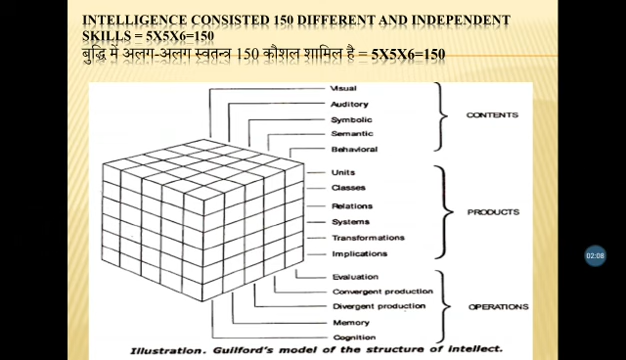 INTELLIGENCE CONSISTED 150 DIFFERENT AND INDEPENDENT
SKILLS = 5X5X6=150
बुद्धि में अलग-अलग स्वतन्त्र 150 कौशल शामिल है = 5X5X6=150
Visual
Auditory
Symbolic
Semantic
Behavioral
CONTENTS
Units
Classes
Relations
Systems
Transformations
Implications
PRODUCTS
Evaluation
Convergent production
Divergent production
Memory
Cognition
OPERATIONS
Illustration. Guilford's model of the structure of intellect.
02:08